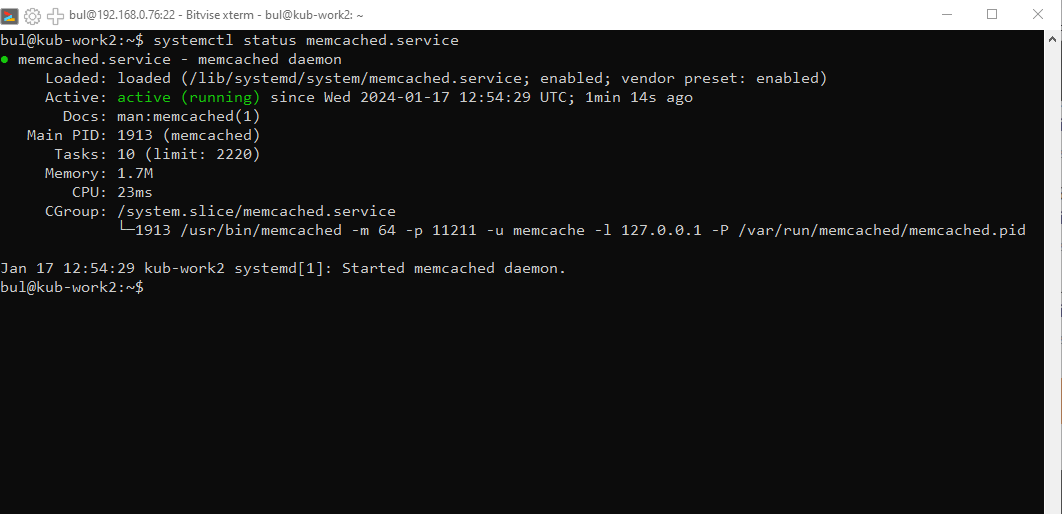 bul@192.168.0.76:22 - Bitvise xterm - bul@kub-work2: ~
bul@kub-work2:~$ systemctl status memcached.service
● memcached.service - memcached daemon
     Loaded: loaded (/lib/systemd/system/memcached.service; enabled; vendor preset: enabled)
     Active: active (running) since Wed 2024-01-17 12:54:29 UTC; 1min 14s ago
       Docs: man:memcached(1)
   Main PID: 1913 (memcached)
      Tasks: 10 (limit: 2220)
     Memory: 1.7M
        CPU: 23ms
     CGroup: /system.slice/memcached.service
             └─1913 /usr/bin/memcached -m 64 -p 11211 -u memcache -l 127.0.0.1 -P /var/run/memcached/memcached.pid
Jan 17 12:54:29 kub-work2 systemd[1]: Started memcached daemon.
bul@kub-work2:~$